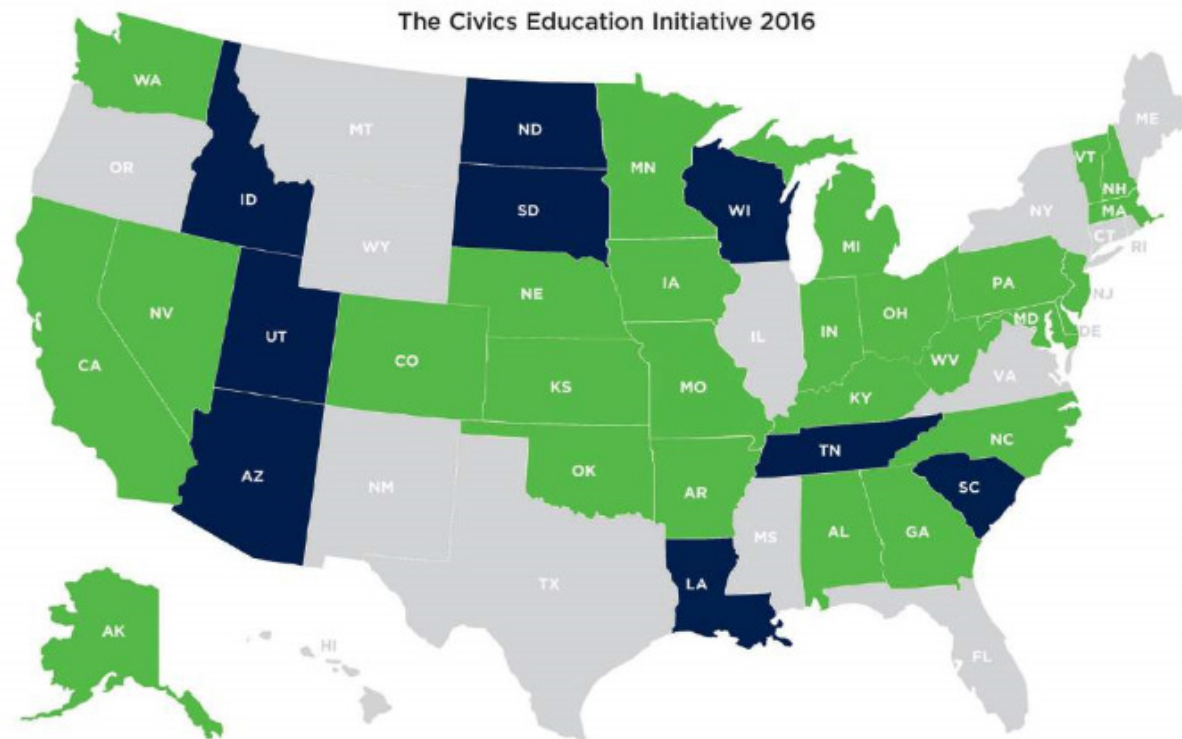 The Civics Education Initiative 2016
WA
MT
ND
MN
ME
OR
ID
SD
WI
VT
NH
NY
MA
CT
RI
WY
MI
NE
IA
PA
NJ
NV
UT
CO
IL
IN
OH
MD
DE
CA
KS
MO
WV
VA
KY
AZ
NM
OK
AR
TN
NC
SC
MS
AL
GA
TX
LA
AK
HI
FL